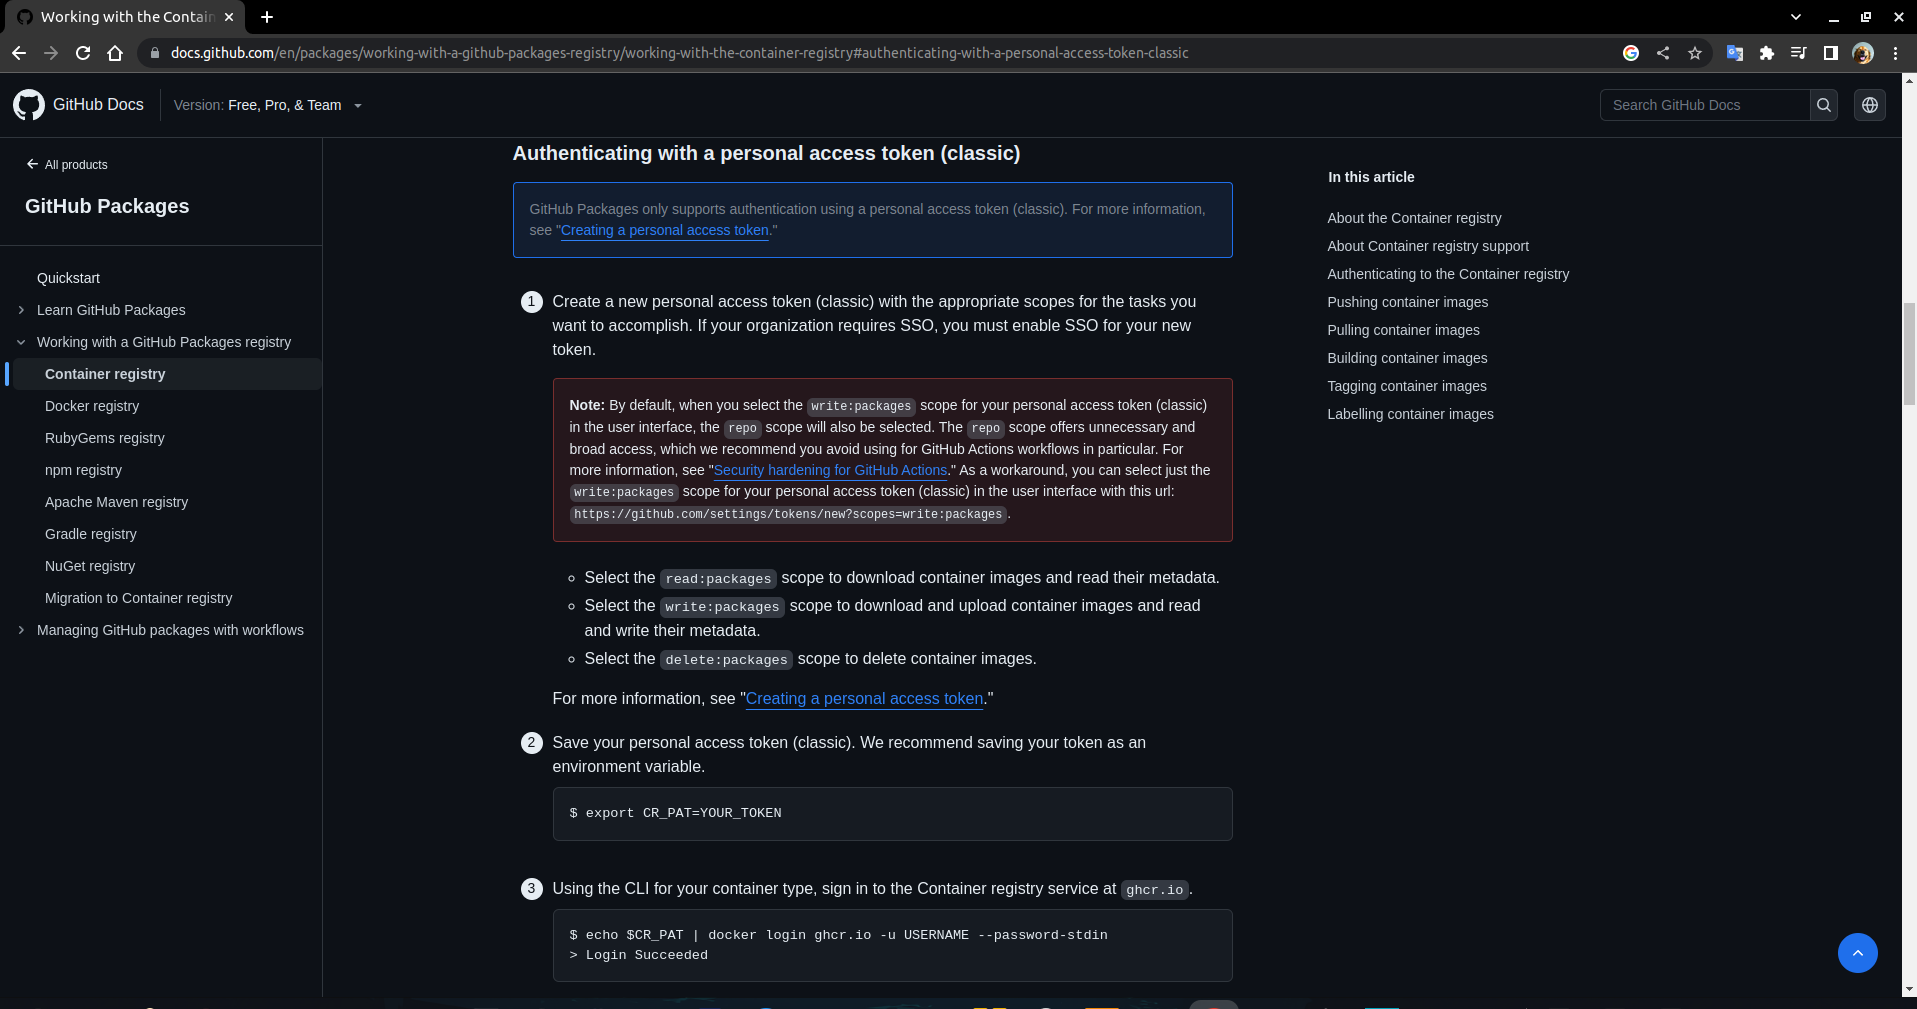 Working with the Contain
docs.github.com/en/packages/working-with-a-github-packages-registry/working-with-the-container-registry#authenticating-with-a-personal-access-token-classic
GitHub Docs
Version: Free, Pro, & Team
Search GitHub Docs
All products
GitHub Packages
Quickstart
Learn GitHub Packages
Working with a GitHub Packages registry
Container registry
Docker registry
RubyGems registry
npm registry
Apache Maven registry
Gradle registry
NuGet registry
Migration to Container registry
Managing GitHub packages with workflows
Authenticating with a personal access token (classic)
GitHub Packages only supports authentication using a personal access token (classic). For more information,
see "Creating a personal access token."
1 Create a new personal access token (classic) with the appropriate scopes for the tasks you
want to accomplish. If your organization requires SSO, you must enable SSO for your new
token.
Note: By default, when you select the write:packages scope for your personal access token (classic)
in the user interface, the repo scope will also be selected. The repo scope offers unnecessary and
broad access, which we recommend you avoid using for GitHub Actions workflows in particular. For
more information, see "Security hardening for GitHub Actions." As a workaround, you can select just the
write:packages scope for your personal access token (classic) in the user interface with this url:
https://github.com/settings/tokens/new?scopes=write:packages.
Select the read:packages scope to download container images and read their metadata.
Select the write:packages scope to download and upload container images and read
and write their metadata.
Select the delete:packages scope to delete container images.
For more information, see "Creating a personal access token."
2 Save your personal access token (classic). We recommend saving your token as an
environment variable.
$ export CR_PAT=YOUR_TOKEN
3 Using the CLI for your container type, sign in to the Container registry service at ghcr.io.
$ echo $CR_PAT | docker login ghcr.io -u USERNAME --password-stdin
> Login Succeeded
In this article
About the Container registry
About Container registry support
Authenticating to the Container registry
Pushing container images
Pulling container images
Building container images
Tagging container images
Labelling container images